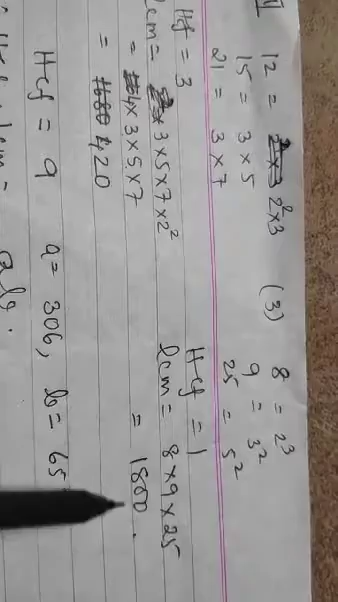 12 = 2²×3
15 = 3×5
21 = 3×7
Hcf = 3
lcm = 3×5×7×2²
= 4×3×5×7
= 420
(3) 8 = 2³
9 = 3²
25 = 5²
Hcf = 1
lcm = 8×9×25
= 1800.
Hcf = 9 a = 306, b = 65